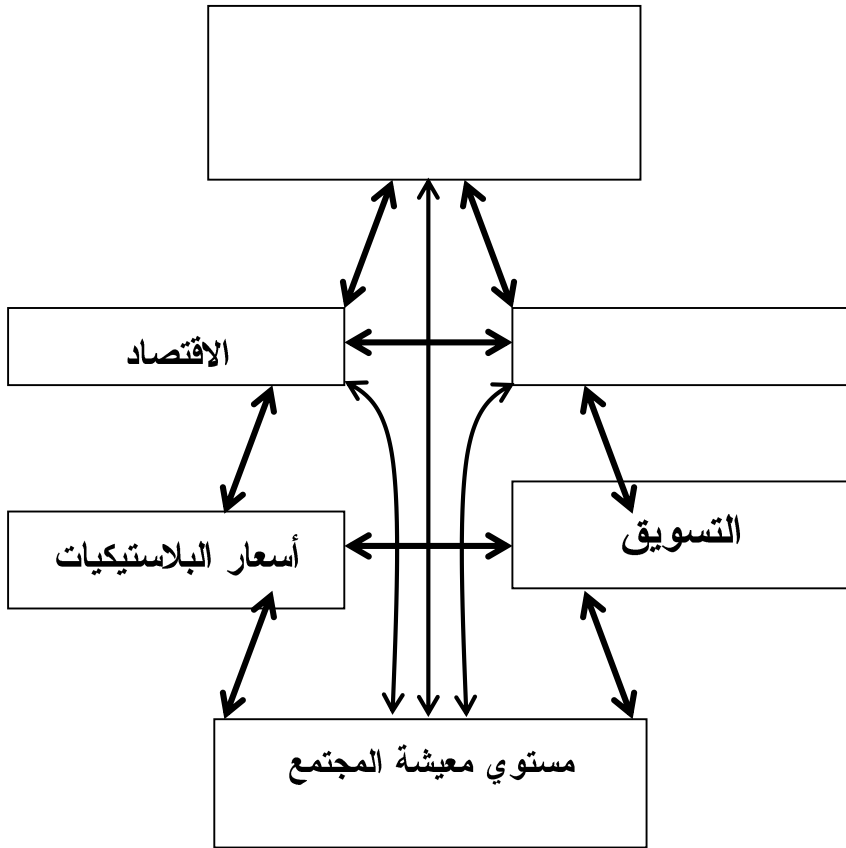 الاقتصاد
التسويق
أسعار البلاستيكيات
مستوي معيشة المجتمع